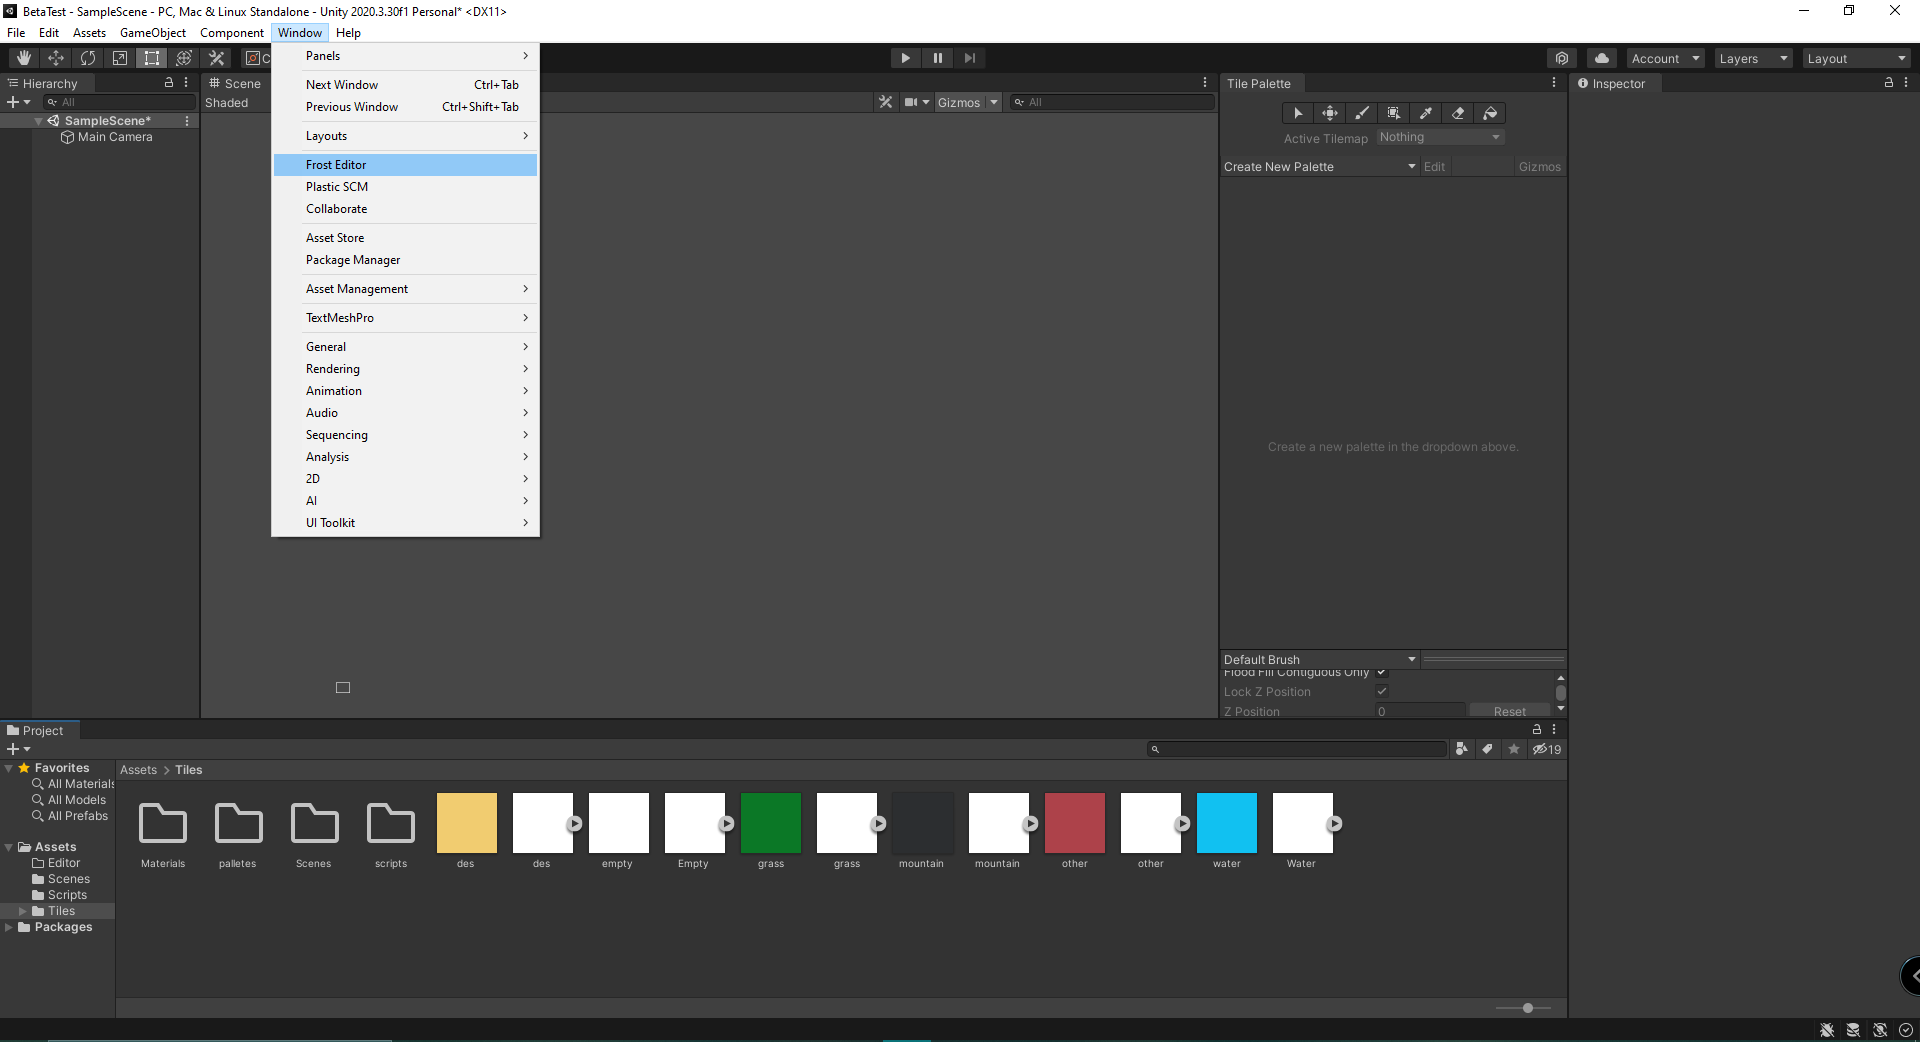 BetaTest - SampleScene - PC, Mac & Linux Standalone - Unity 2020.3.30f1 Personal* <DX11>
File Edit Assets GameObject Component Window Help
Account Layers Layout
Hierarchy
All
SampleScene*
Main Camera
Scene
Shaded
Gizmos All
Panels
Next Window Ctrl+Tab
Previous Window Ctrl+Shift+Tab
Layouts
Frost Editor
Plastic SCM
Collaborate
Asset Store
Package Manager
Asset Management
TextMeshPro
General
Rendering
Animation
Audio
Sequencing
Analysis
2D
AI
UI Toolkit
Tile Palette
Active Tilemap Nothing
Create New Palette Edit Gizmos
Create a new palette in the dropdown above.
Default Brush
Flood Fill Contiguous Only
Lock Z Position
Z Position 0 Reset
Inspector
Project
19
Favorites
All Materials
All Models
All Prefabs
Assets
Editor
Scenes
Scripts
Tiles
Packages
Assets > Tiles
Materials palletes Scenes scripts des des empty Empty grass grass mountain mountain other other water Water